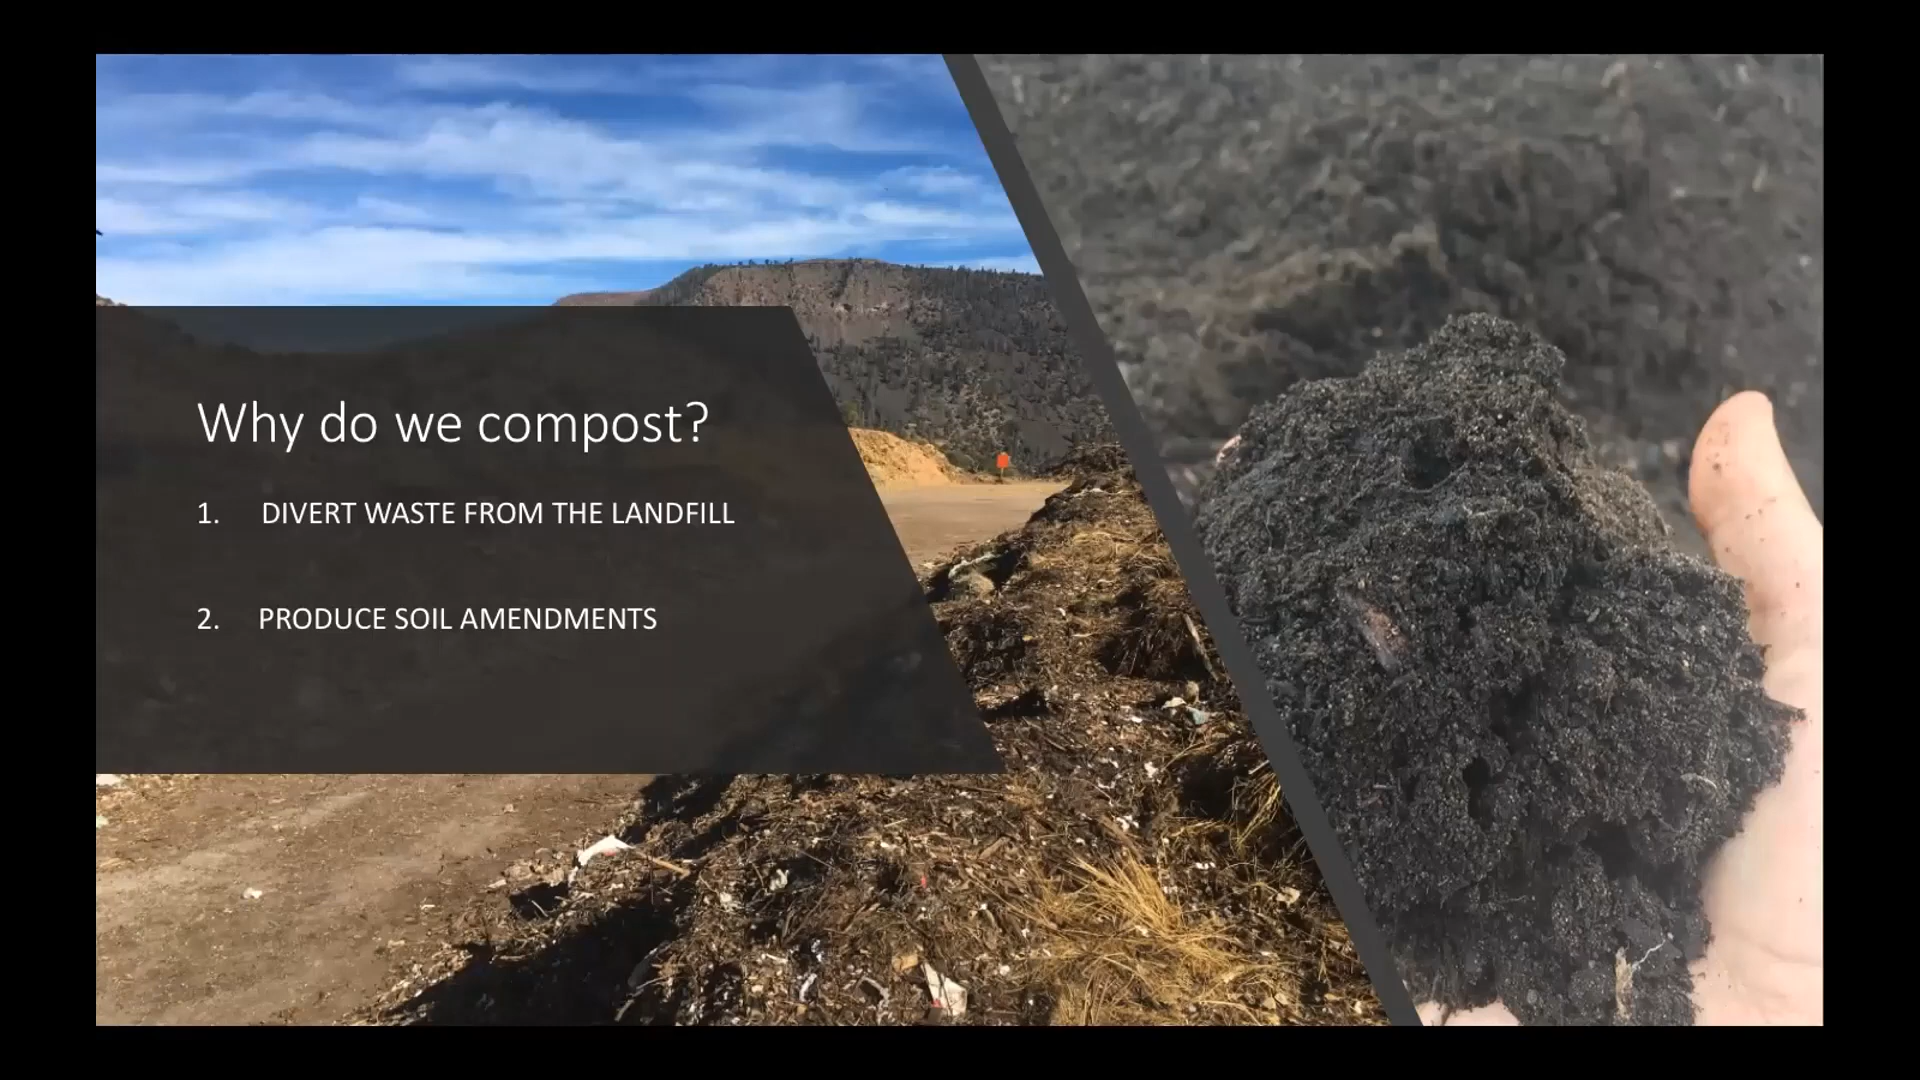 Why do we compost?
1. DIVERT WASTE FROM THE LANDFILL
2. PRODUCE SOIL AMENDMENTS